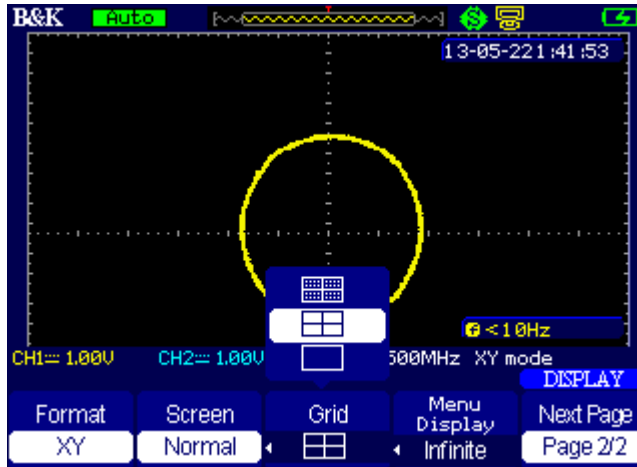 B&K Auto
13-05-22 1:41:53
<10Hz
CH1 1.00V CH2 1.00V 500MHz XY mode
DISPLAY
Format Screen Grid Menu Display Next Page
XY Normal Infinite Page 2/2